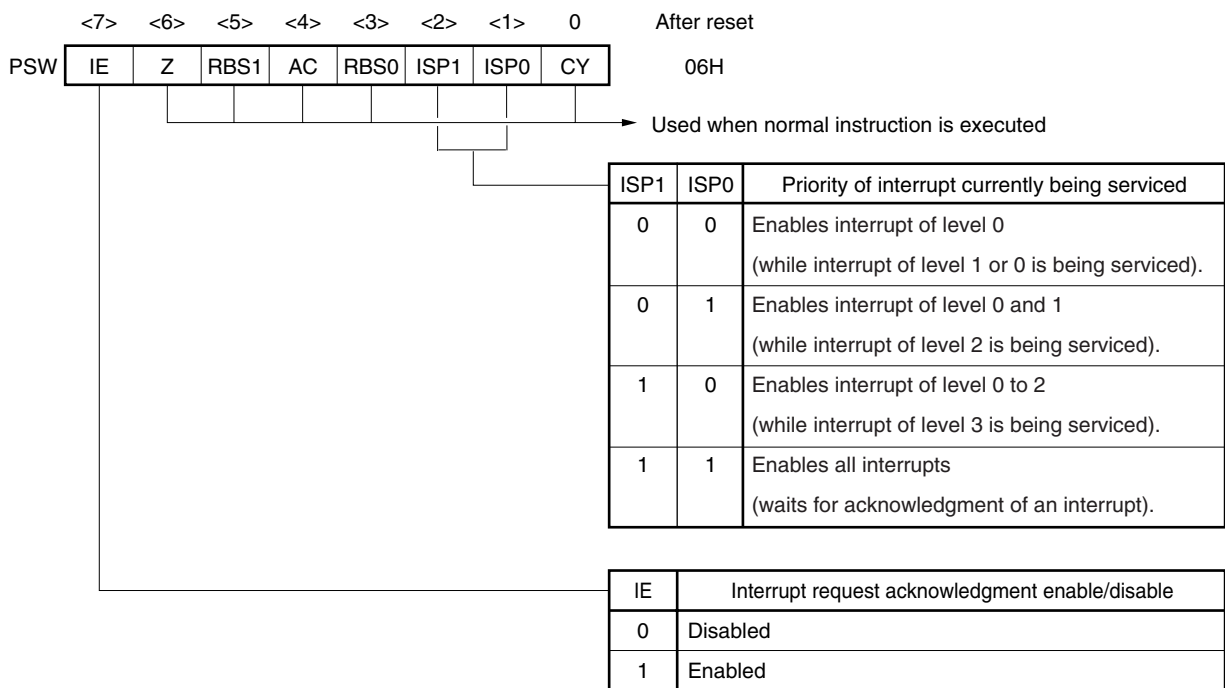 <7> <6> <5> <4> <3> <2> <1> 0 After reset
PSW IE Z RBS1 AC RBS0 ISP1 ISP0 CY 06H
Used when normal instruction is executed
ISP1 ISP0 Priority of interrupt currently being serviced
0 0 Enables interrupt of level 0
(while interrupt of level 1 or 0 is being serviced).
0 1 Enables interrupt of level 0 and 1
(while interrupt of level 2 is being serviced).
1 0 Enables interrupt of level 0 to 2
(while interrupt of level 3 is being serviced).
1 1 Enables all interrupts
(waits for acknowledgment of an interrupt).
IE Interrupt request acknowledgment enable/disable
0 Disabled
1 Enabled